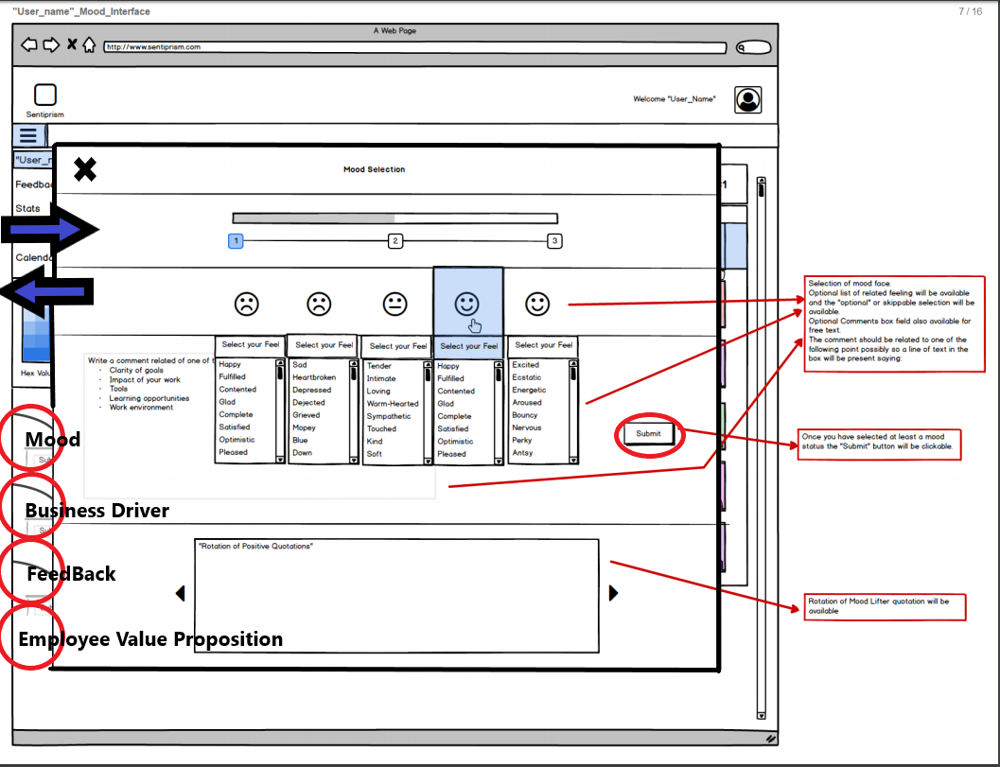 "User_name"_Mood_Interface
7 / 16
A Web Page
http://www.sentiprism.com
Sentiprism
Welcome "User_Name"
"User_n
Mood Selection
Feedbac
Stats
1 2 3
Calenda
Selection of mood face.
Optional list of related feeling will be available
and the "optional" or skippable selection will be
available.
Optional Comments box field also available for
free text.
The comment should be related to one of the
following point possibly so a line of text in the
box will be present saying:
Select your Feel
Select your Feel
Select your Feel
Select your Feel
Select your Feel
Write a comment related of one of t
· Clarity of goals
· Impact of your work
· Tools
· Learning opportunities
· Work environment
Hex Valu
Happy
Fulfilled
Contented
Glad
Complete
Satisfied
Optimistic
Pleased
Sad
Heartbroken
Depressed
Dejected
Grieved
Mopey
Blue
Down
Tender
Intimate
Loving
Warm-Hearted
Sympathetic
Touched
Kind
Soft
Happy
Fulfilled
Contented
Glad
Complete
Satisfied
Optimistic
Pleased
Excited
Ecstatic
Energetic
Aroused
Bouncy
Nervous
Perky
Antsy
Submit
Once you have selected at least a mood
status the "Submit" button will be clickable.
Mood
Business Driver
FeedBack
Employee Value Proposition
"Rotation of Positive Quotations"
Rotation of Mood Lifter quotation will be
available